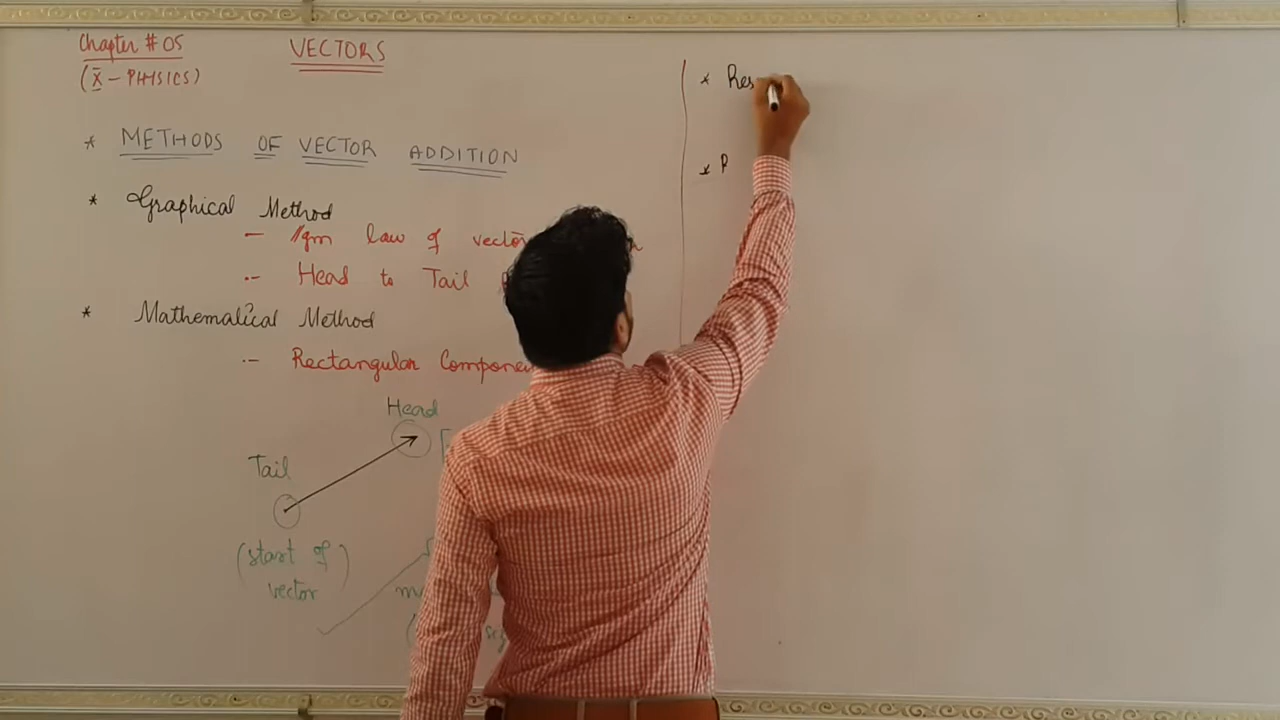 Chapter # 05
VECTORS
(X - PHYSICS)
* METHODS OF VECTOR ADDITION
* Graphical Method
- //gm law of vector
- Head to Tail
* Mathematical Method
- Rectangular Componen
Head
Tail
(start of
vector)
* Res
* R